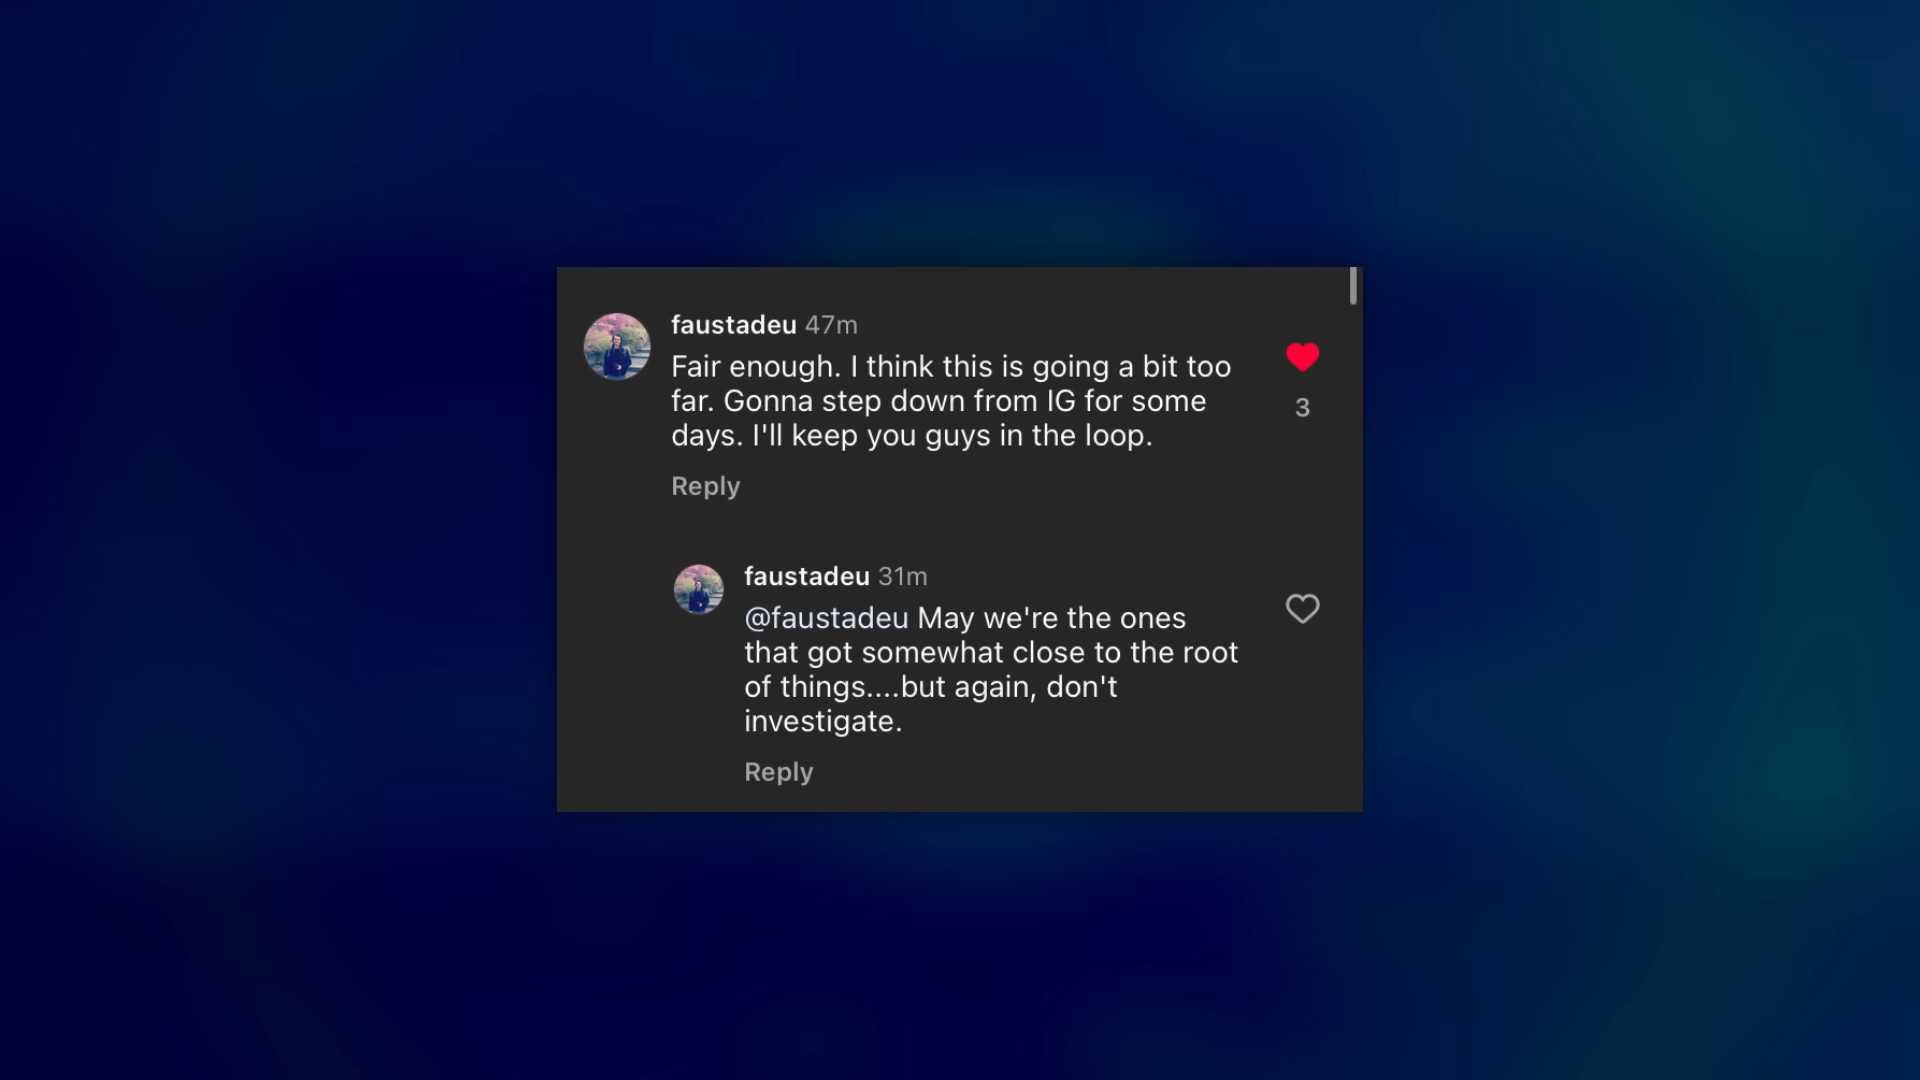 faustadeu 47m
Fair enough. I think this is going a bit too
far. Gonna step down from IG for some
days. I'll keep you guys in the loop.
3
Reply
faustadeu 31m
@faustadeu May we're the ones
that got somewhat close to the root
of things....but again, don't
investigate.
Reply